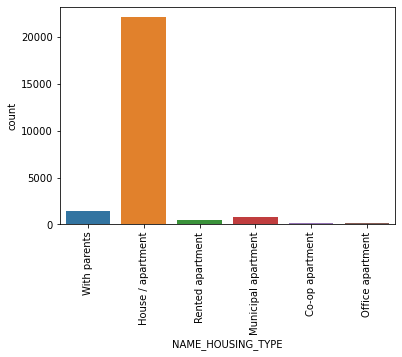 20000
15000
10000
5000
0
count
With parents
House / apartment
Rented apartment
Municipal apartment
Co-op apartment
Office apartment
NAME_HOUSING_TYPE